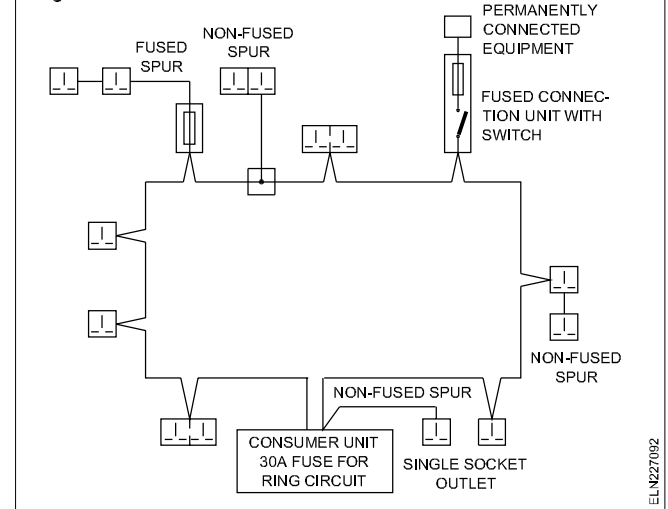 PERMANENTLY
CONNECTED
EQUIPMENT
NON-FUSED
SPUR
FUSED
SPUR
FUSED CONNEC-
TION UNIT WITH
SWITCH
NON-FUSED
SPUR
NON-FUSED SPUR
CONSUMER UNIT
30A FUSE FOR
RING CIRCUIT
SINGLE SOCKET
OUTLET
ELN227092